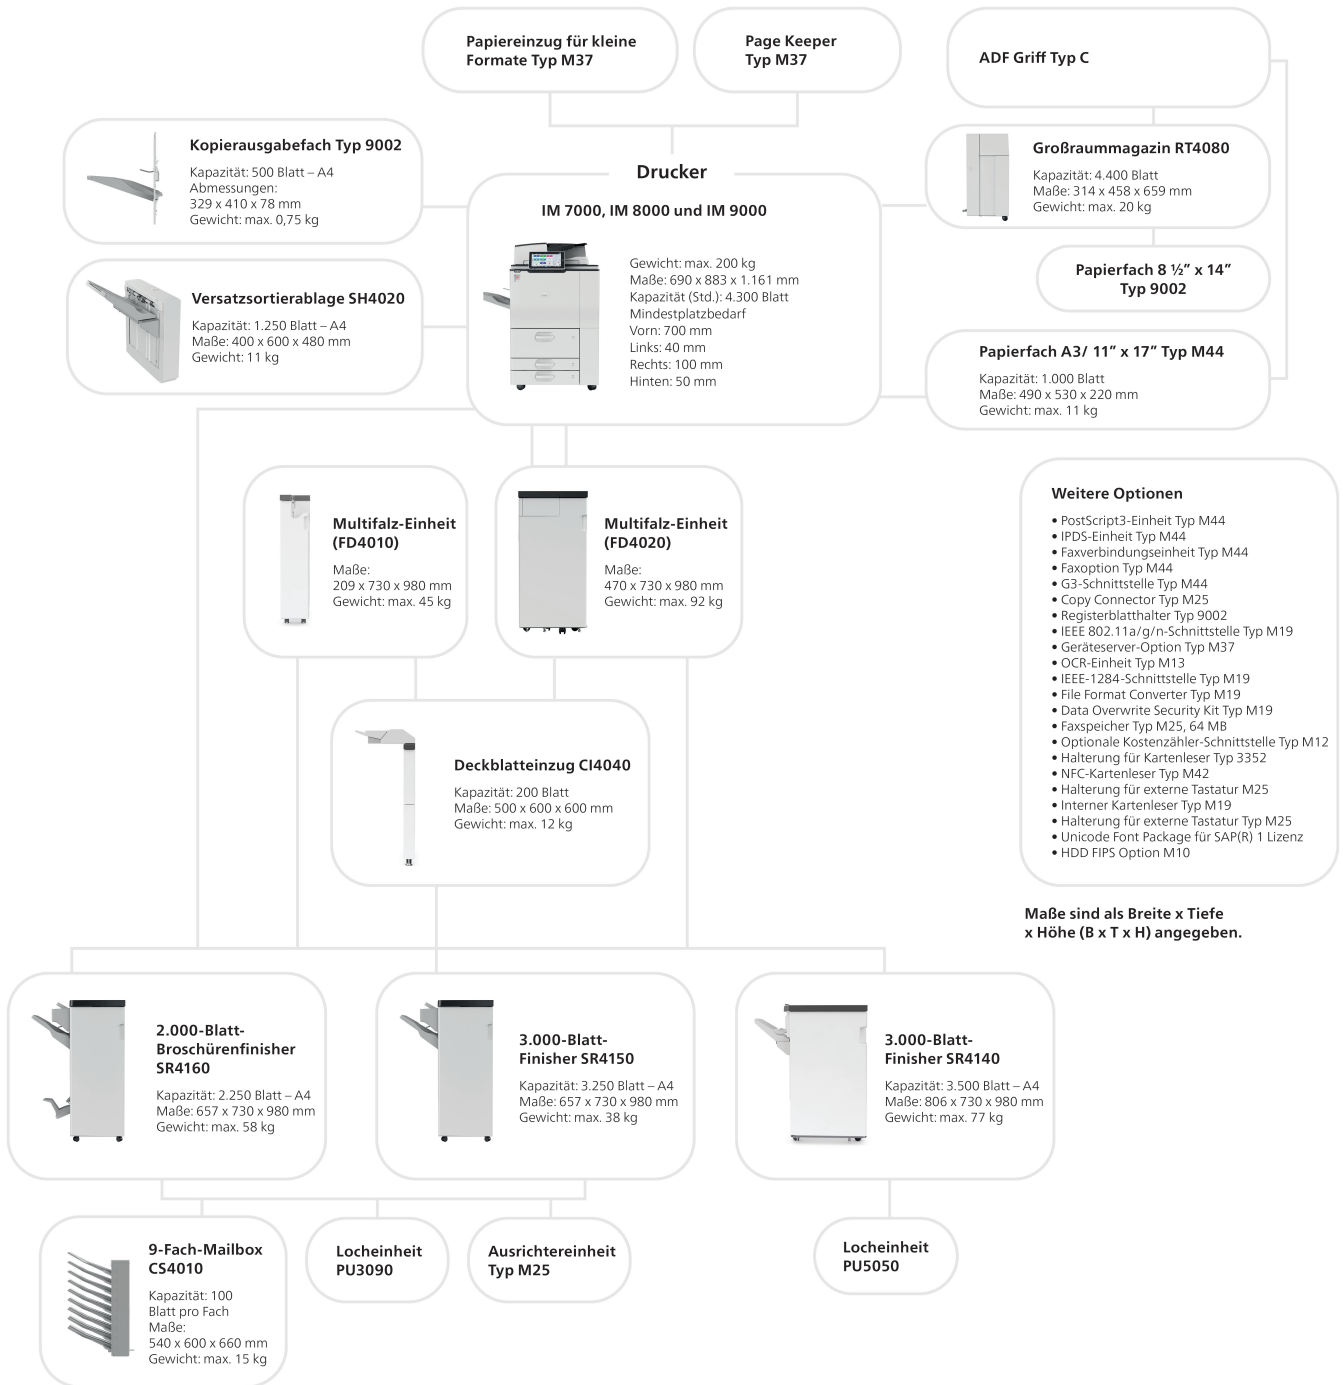 Papiereinzug für kleine
Formate Typ M37
Page Keeper
Typ M37
ADF Griff Typ C
Kopierausgabefach Typ 9002
Kapazität: 500 Blatt – A4
Abmessungen:
329 x 410 x 78 mm
Gewicht: max. 0,75 kg
Versatzsortierablage SH4020
Kapazität: 1.250 Blatt – A4
Maße: 400 x 600 x 480 mm
Gewicht: 11 kg
Drucker
IM 7000, IM 8000 und IM 9000
Gewicht: max. 200 kg
Maße: 690 x 883 x 1.161 mm
Kapazität (Std.): 4.300 Blatt
Mindestplatzbedarf
Vorn: 700 mm
Links: 40 mm
Rechts: 100 mm
Hinten: 50 mm
Großraummagazin RT4080
Kapazität: 4.400 Blatt
Maße: 314 x 458 x 659 mm
Gewicht: max. 20 kg
Papierfach 8 ½” x 14”
Typ 9002
Papierfach A3/ 11” x 17” Typ M44
Kapazität: 1.000 Blatt
Maße: 490 x 530 x 220 mm
Gewicht: max. 11 kg
Multifalz-Einheit
(FD4010)
Maße:
209 x 730 x 980 mm
Gewicht: max. 45 kg
Multifalz-Einheit
(FD4020)
Maße:
470 x 730 x 980 mm
Gewicht: max. 92 kg
Weitere Optionen
• PostScript3-Einheit Typ M44
• IPDS-Einheit Typ M44
• Faxverbindungseinheit Typ M44
• Faxoption Typ M44
• G3-Schnittstelle Typ M44
• Copy Connector Typ M25
• Registerblatthalter Typ 9002
• IEEE 802.11a/g/n-Schnittstelle Typ M19
• Geräteserver-Option Typ M37
• OCR-Einheit Typ M13
• IEEE-1284-Schnittstelle Typ M19
• File Format Converter Typ M19
• Data Overwrite Security Kit Typ M19
• Faxspeicher Typ M25, 64 MB
• Optionale Kostenzähler-Schnittstelle Typ M12
• Halterung für Kartenleser Typ 3352
• NFC-Kartenleser Typ M42
• Halterung für externe Tastatur M25
• Interner Kartenleser Typ M19
• Halterung für externe Tastatur Typ M25
• Unicode Font Package für SAP(R) 1 Lizenz
• HDD FIPS Option M10
Deckblatteinzug CI4040
Kapazität: 200 Blatt
Maße: 500 x 600 x 600 mm
Gewicht: max. 12 kg
Maße sind als Breite x Tiefe
x Höhe (B x T x H) angegeben.
2.000-Blatt-
Broschürenfinisher
SR4160
Kapazität: 2.250 Blatt – A4
Maße: 657 x 730 x 980 mm
Gewicht: max. 58 kg
3.000-Blatt-
Finisher SR4150
Kapazität: 3.250 Blatt – A4
Maße: 657 x 730 x 980 mm
Gewicht: max. 38 kg
3.000-Blatt-
Finisher SR4140
Kapazität: 3.500 Blatt – A4
Maße: 806 x 730 x 980 mm
Gewicht: max. 77 kg
9-Fach-Mailbox
CS4010
Kapazität: 100
Blatt pro Fach
Maße:
540 x 600 x 660 mm
Gewicht: max. 15 kg
Locheinheit
PU3090
Ausrichtereinheit
Typ M25
Locheinheit
PU5050